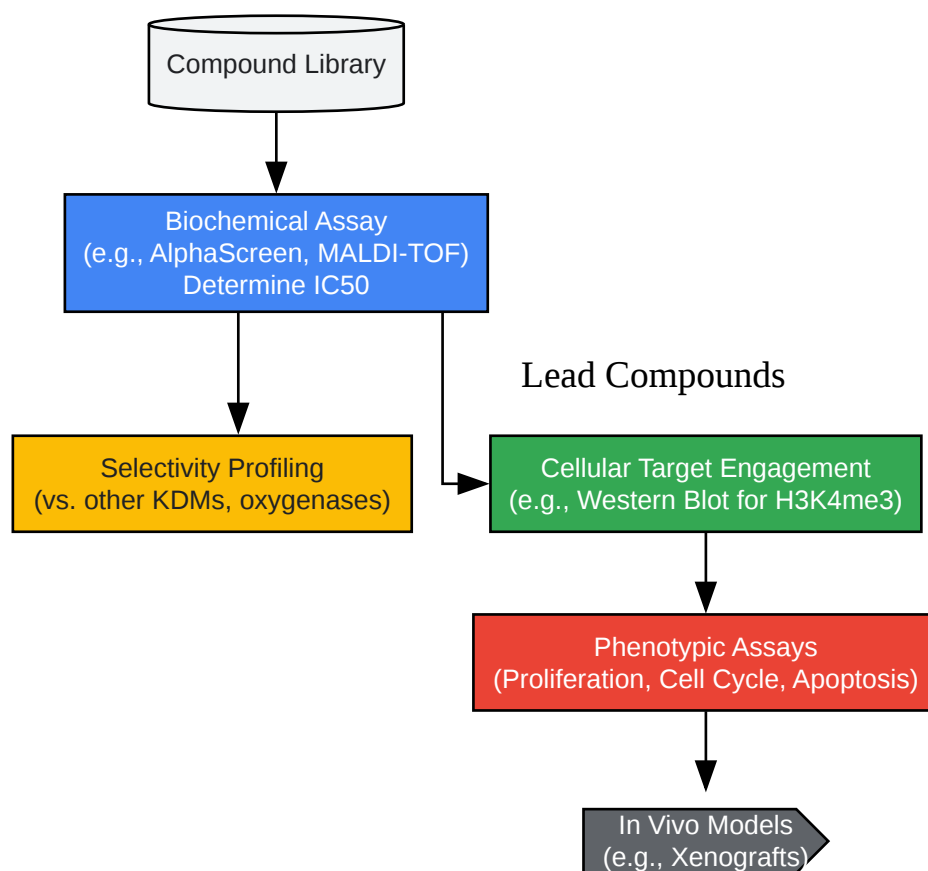 Compound Library
Biochemical Assay
(e.g., AlphaScreen, MALDI-TOF)
Determine IC50
Lead Compounds
Selectivity Profiling
(vs. other KDMs, oxygenases)
Cellular Target Engagement
(e.g., Western Blot for H3K4me3)
Phenotypic Assays
(Proliferation, Cell Cycle, Apoptosis)
In Vivo Models
(e.g., Xenografts)